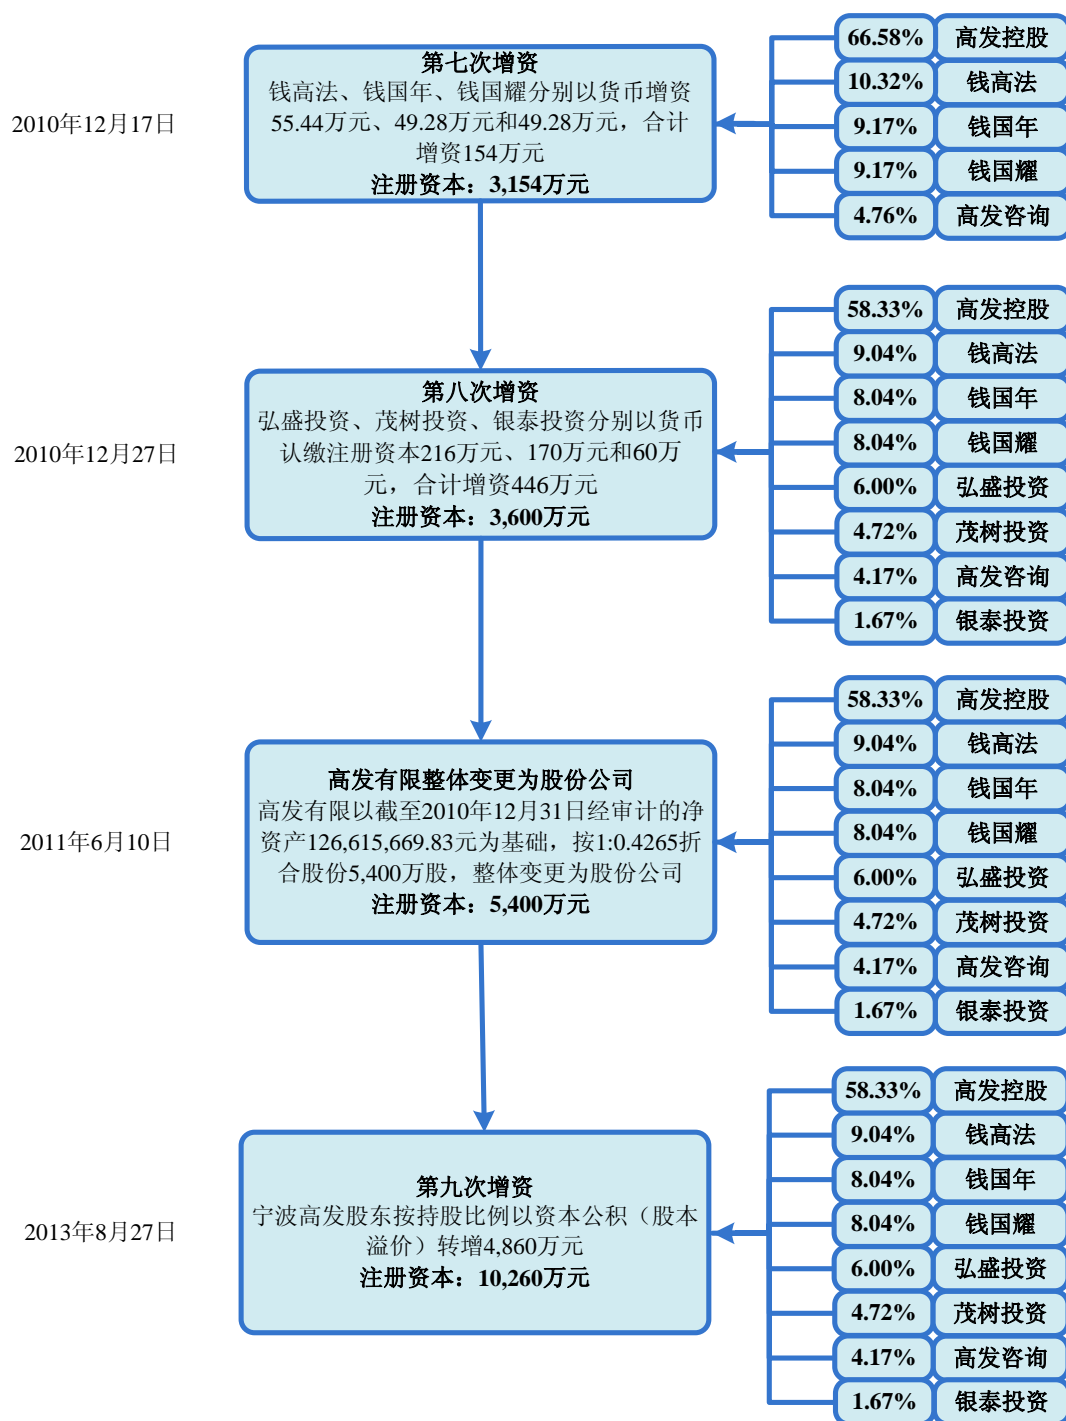 2010年12月17日
第七次增资
钱高法、钱国年、钱国耀分别以货币增资
55.44万元、49.28万元和49.28万元，合计
增资154万元
注册资本：3,154万元
66.58% 高发控股
10.32% 钱高法
9.17% 钱国年
9.17% 钱国耀
4.76% 高发咨询
2010年12月27日
第八次增资
弘盛投资、茂树投资、银泰投资分别以货币
认缴注册资本216万元、170万元和60万
元，合计增资446万元
注册资本：3,600万元
58.33% 高发控股
9.04% 钱高法
8.04% 钱国年
8.04% 钱国耀
6.00% 弘盛投资
4.72% 茂树投资
4.17% 高发咨询
1.67% 银泰投资
2011年6月10日
高发有限整体变更为股份公司
高发有限以截至2010年12月31日经审计的净
资产126,615,669.83元为基础，按1:0.4265折
合股份5,400万股，整体变更为股份公司
注册资本：5,400万元
58.33% 高发控股
9.04% 钱高法
8.04% 钱国年
8.04% 钱国耀
6.00% 弘盛投资
4.72% 茂树投资
4.17% 高发咨询
1.67% 银泰投资
2013年8月27日
第九次增资
宁波高发股东按持股比例以资本公积（股本
溢价）转增4,860万元
注册资本：10,260万元
58.33% 高发控股
9.04% 钱高法
8.04% 钱国年
8.04% 钱国耀
6.00% 弘盛投资
4.72% 茂树投资
4.17% 高发咨询
1.67% 银泰投资